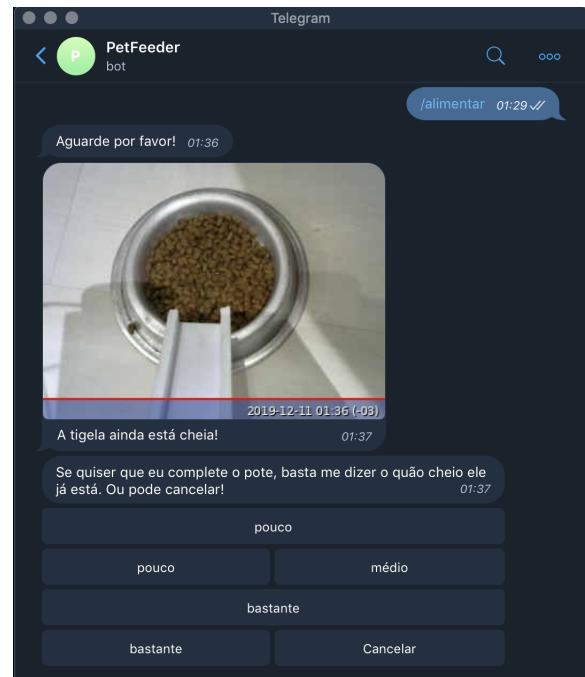 Telegram
P
PetFeeder
bot
/alimentar 01:29
Aguarde por favor! 01:36
2019-12-11 01:36 (-03)
A tigela ainda está cheia! 01:37
Se quiser que eu complete o pote, basta me dizer o quão cheio ele
já está. Ou pode cancelar! 01:37
pouco
pouco médio
bastante
bastante Cancelar